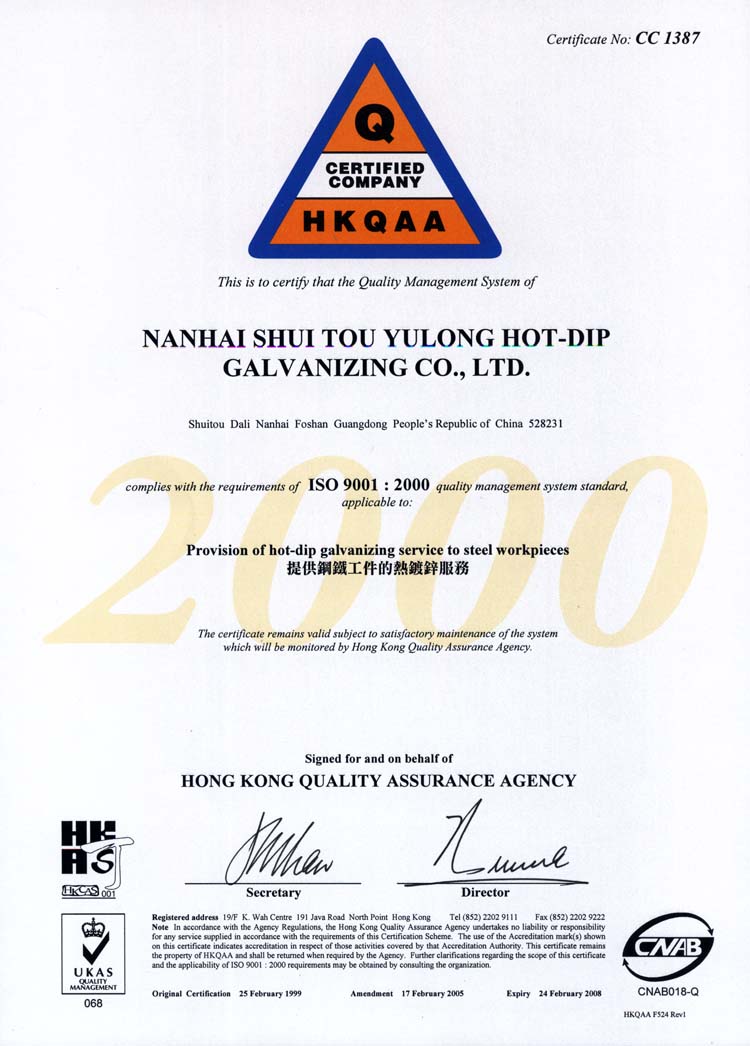 Certificate No: CC 1387
Q
CERTIFIED
COMPANY
HKQAA
This is to certify that the Quality Management System of
NANHAI SHUI TOU YULONG HOT-DIP
GALVANIZING CO., LTD.
Shuitou Dali Nanhai Foshan Guangdong People's Republic of China 528231
2000
complies with the requirements of ISO 9001 : 2000 quality management system standard,
applicable to:
Provision of hot-dip galvanizing service to steel workpieces
提供鋼鐵工件的熱鍍鋅服務
The certificate remains valid subject to satisfactory maintenance of the system
which will be monitored by Hong Kong Quality Assurance Agency.
Signed for and on behalf of
HONG KONG QUALITY ASSURANCE AGENCY
Secretary
Director
HK
AS
HKCAS 001
UKAS
QUALITY
MANAGEMENT
068
Registered address 19/F K. Wah Centre 191 Java Road North Point Hong Kong Tel (852) 2202 9111 Fax (852) 2202 9222
Note In accordance with the Agency Regulations, the Hong Kong Quality Assurance Agency undertakes no liability or responsibility
for any service supplied in accordance with the requirements of this Certification Scheme. The use of the Accreditation mark(s) shown
on this certificate indicates accreditation in respect of those activities covered by that Accreditation Authority. This certificate remains
the property of HKQAA and shall be returned when required by the Agency. Further clarifications regarding the scope of this certificate
and the applicability of ISO 9001 : 2000 requirements may be obtained by consulting the organization.
Original Certification 25 February 1999 Amendment 17 February 2005 Expiry 24 February 2008
CNAB
CNAB018-Q
HKQAA F524 Rev1